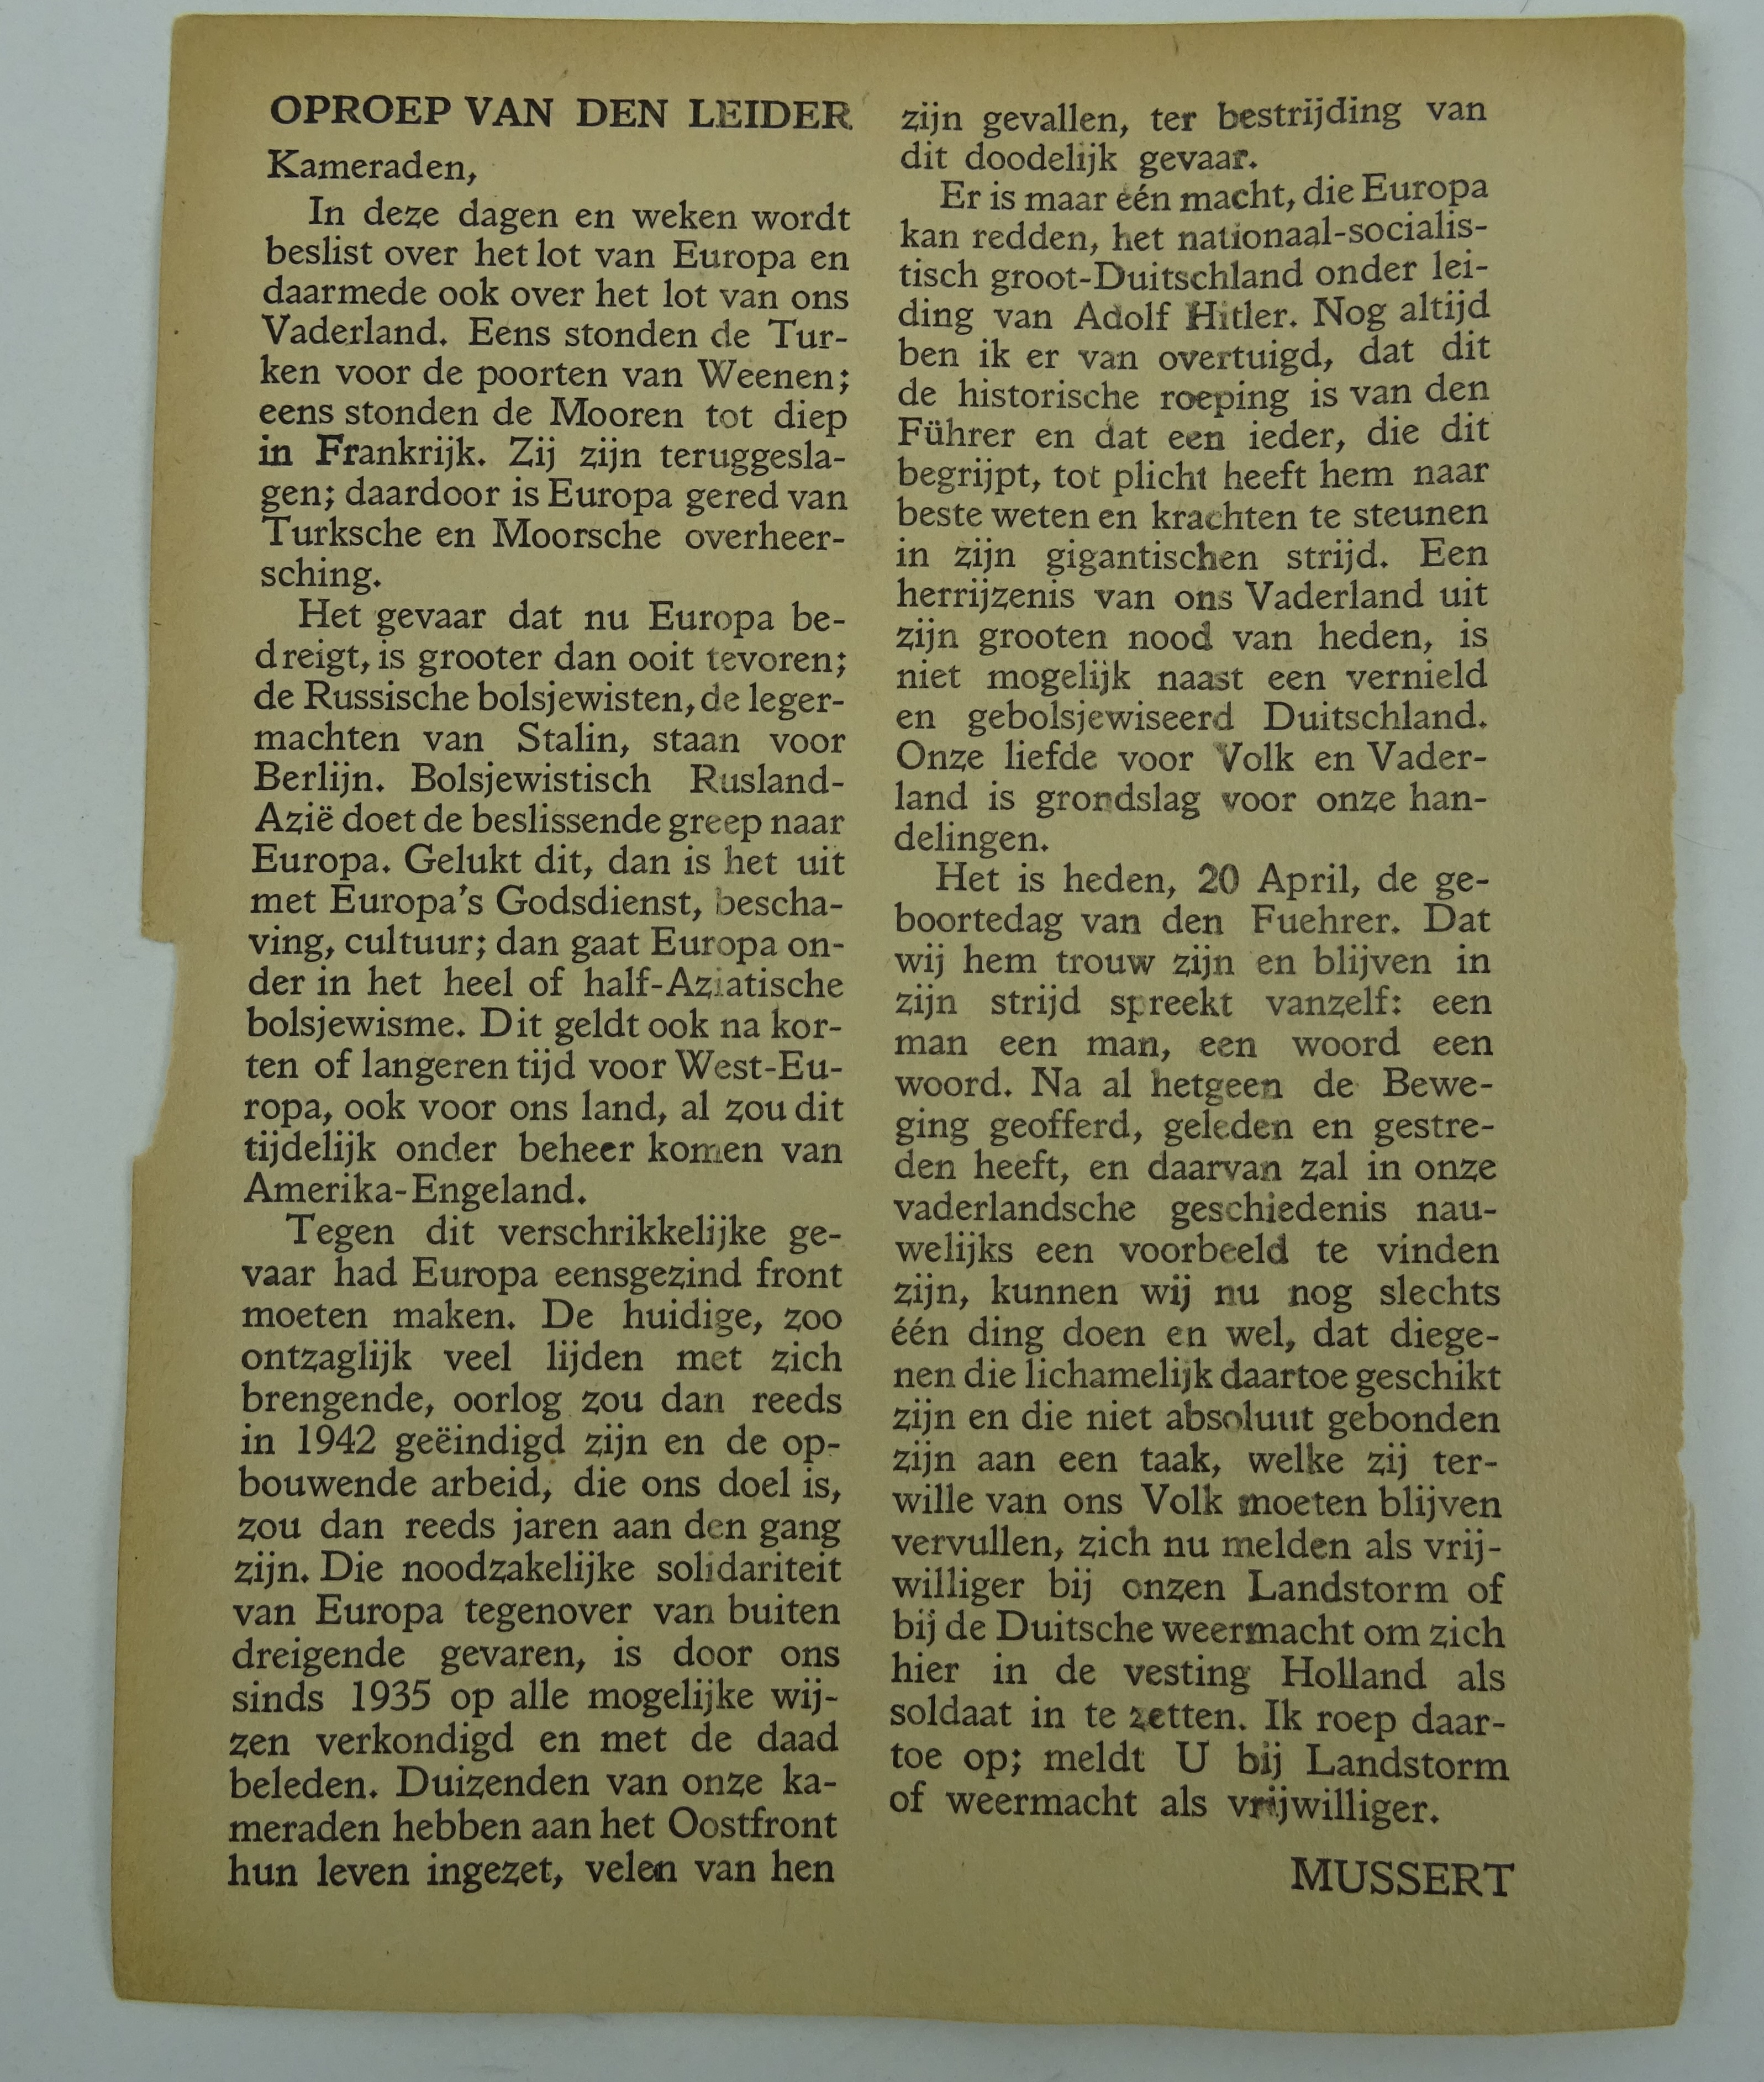 OPROEP VAN DEN LEIDER
Kameraden,
In deze dagen en weken wordt
beslist over het lot van Europa en
daarmede ook over het lot van ons
Vaderland. Eens stonden de Tur-
ken voor de poorten van Weenen;
eens stonden de Mooren tot diep
in Frankrijk. Zij zijn teruggesla-
gen; daardoor is Europa gered van
Turksche en Moorsche overheer-
sching.
Het gevaar dat nu Europa be-
dreigt, is grooter dan ooit tevoren;
de Russische bolsjewisten, de leger-
machten van Stalin, staan voor
Berlijn. Bolsjewistisch Rusland-
Azië doet de beslissende greep naar
Europa. Gelukt dit, dan is het uit
met Europa's Godsdienst, bescha-
ving, cultuur; dan gaat Europa on-
der in het heel of half-Aziatische
bolsjewisme. Dit geldt ook na kor-
ten of langeren tijd voor West-Eu-
ropa, ook voor ons land, al zou dit
tijdelijk onder beheer komen van
Amerika-Engeland.
Tegen dit verschrikkelijke ge-
vaar had Europa eensgezind front
moeten maken. De huidige, zoo
ontzaglijk veel lijden met zich
brengende, oorlog zou dan reeds
in 1942 geëindigd zijn en de op-
bouwende arbeid, die ons doel is,
zou dan reeds jaren aan den gang
zijn. Die noodzakelijke solidariteit
van Europa tegenover van buiten
dreigende gevaren, is door ons
sinds 1935 op alle mogelijke wij-
zen verkondigd en met de daad
beleden. Duizenden van onze ka-
meraden hebben aan het Oostfront
hun leven ingezet, velen van hen
zijn gevallen, ter bestrijding van
dit doodelijk gevaar.
Er is maar één macht, die Europa
kan redden, het nationaal-socialis-
tisch groot-Duitschland onder lei-
ding van Adolf Hitler. Nog altijd
ben ik er van overtuigd, dat dit
de historische roeping is van den
Führer en dat een ieder, die dit
begrijpt, tot plicht heeft hem naar
beste weten en krachten te steunen
in zijn gigantischen strijd. Een
herrijzenis van ons Vaderland uit
zijn grooten nood van heden, is
niet mogelijk naast een vernield
en gebolsjewiseerd Duitschland.
Onze liefde voor Volk en Vader-
land is grondslag voor onze han-
delingen.
Het is heden, 20 April, de ge-
boortedag van den Fuehrer. Dat
wij hem trouw zijn en blijven in
zijn strijd spreekt vanzelf: een
man een man, een woord een
woord. Na al hetgeen de Bewe-
ging geofferd, geleden en gestre-
den heeft, en daarvan zal in onze
vaderlandsche geschiedenis nau-
welijks een voorbeeld te vinden
zijn, kunnen wij nu nog slechts
één ding doen en wel, dat diege-
nen die lichamelijk daartoe geschikt
zijn en die niet absoluut gebonden
zijn aan een taak, welke zij ter-
wille van ons Volk moeten blijven
vervullen, zich nu melden als vrij-
williger bij onzen Landstorm of
bij de Duitsche weermacht om zich
hier in de vesting Holland als
soldaat in te zetten. Ik roep daar-
toe op; meldt U bij Landstorm
of weermacht als vrijwilliger.
MUSSERT